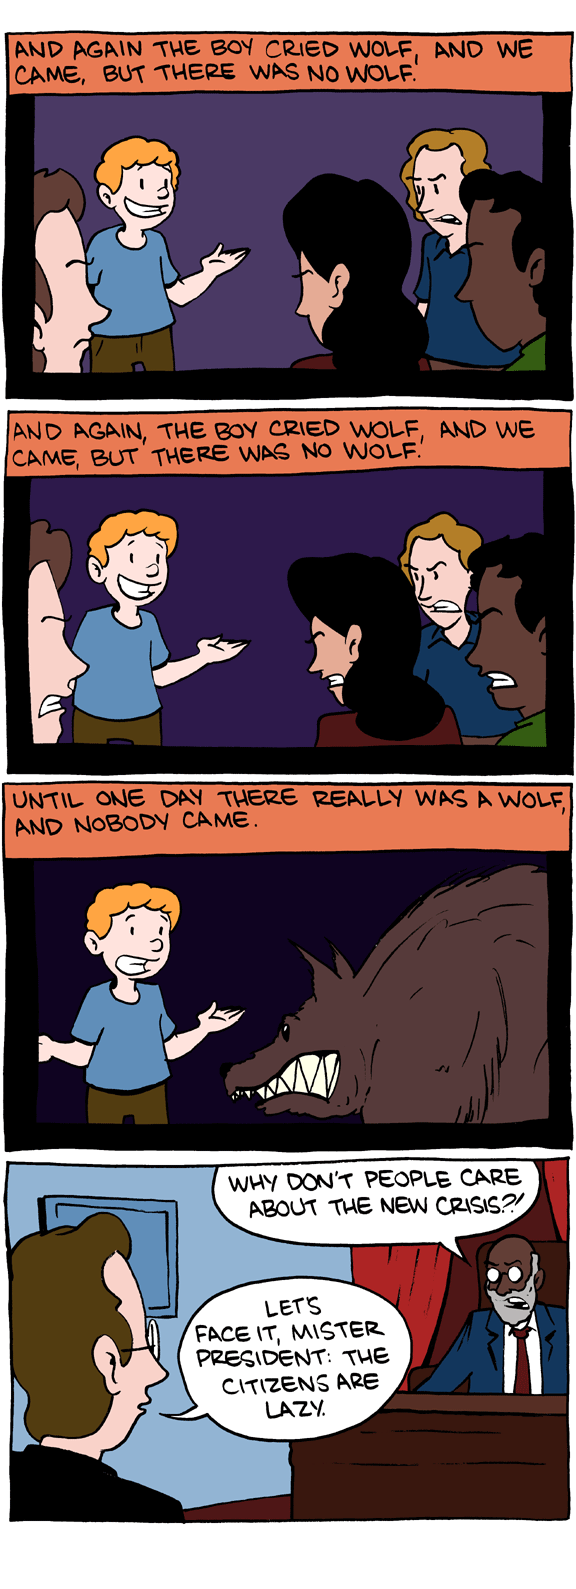 AND AGAIN THE BOY CRIED WOLF, AND WE
CAME, BUT THERE WAS NO WOLF.
AND AGAIN, THE BOY CRIED WOLF, AND WE
CAME, BUT THERE WAS NO WOLF.
UNTIL ONE DAY THERE REALLY WAS A WOLF,
AND NOBODY CAME.
WHY DON'T PEOPLE CARE
ABOUT THE NEW CRISIS?!
LET'S
FACE IT, MISTER
PRESIDENT: THE
CITIZENS ARE
LAZY.